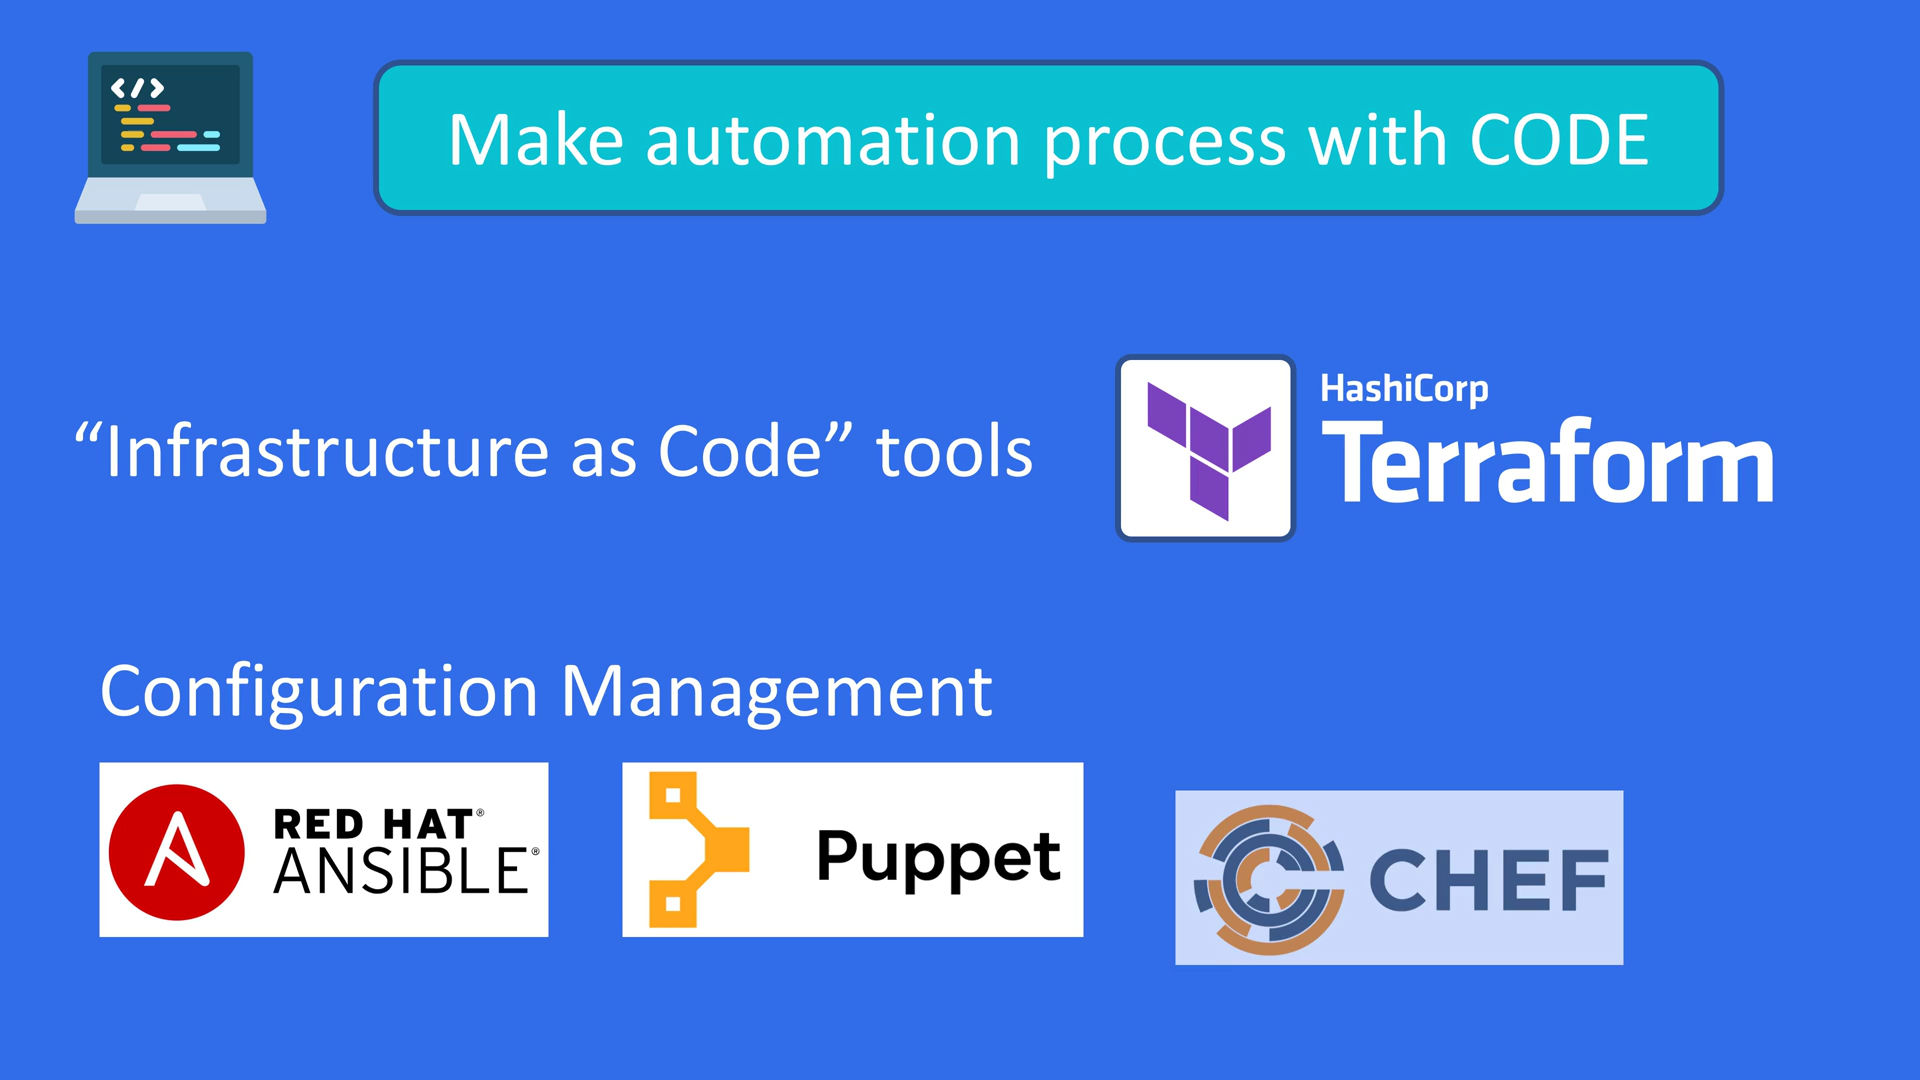 </>
Make automation process with CODE
“Infrastructure as Code” tools
HashiCorp
Terraform
Configuration Management
RED HAT®
ANSIBLE®
Puppet
CHEF